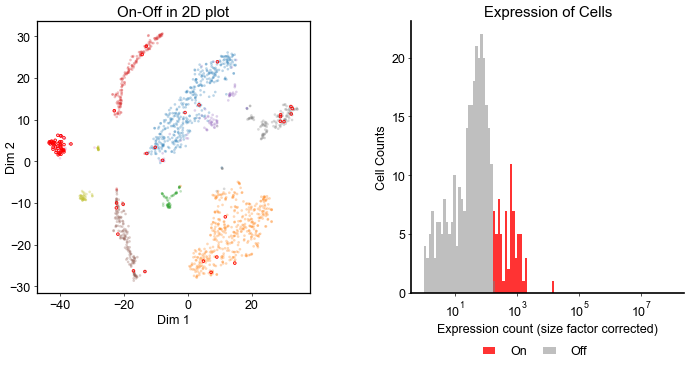 On-Off in 2D plot
30
20
10
0
−10
−20
−30
Dim 2
−40
−20
0
20
Dim 1
Expression of Cells
20
15
10
5
0
Cell Counts
10^1
10^3
10^5
10^7
Expression count (size factor corrected)
On
Off